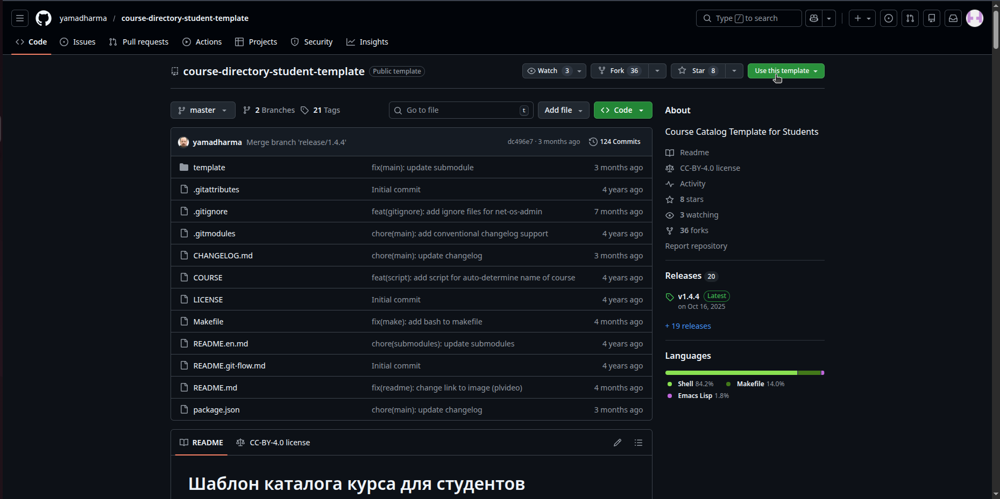 yamadharma / course-directory-student-template
Type / to search
Code
Issues
Pull requests
Actions
Projects
Security
Insights
course-directory-student-template Public template
Watch 3
Fork 36
Star 8
Use this template
master
2 Branches
21 Tags
Go to file t
Add file
Code
yamadharma Merge branch 'release/1.4.4' dc496e7 · 3 months ago 124 Commits
template fix(main): update submodule 3 months ago
.gitattributes Initial commit 4 years ago
.gitignore feat(gitignore): add ignore files for net-os-admin 7 months ago
.gitmodules chore(main): add conventional changelog support 4 years ago
CHANGELOG.md chore(main): update changelog 3 months ago
COURSE feat(script): add script for auto-determine name of course 4 years ago
LICENSE Initial commit 4 years ago
Makefile fix(make): add bash to makefile 4 months ago
README.en.md chore(submodules): update submodules 4 years ago
README.git-flow.md Initial commit 4 years ago
README.md fix(readme): change link to image (plvideo) 4 months ago
package.json chore(main): update changelog 3 months ago
README
CC-BY-4.0 license
Шаблон каталога курса для студентов
About
Course Catalog Template for Students
Readme
CC-BY-4.0 license
Activity
8 stars
3 watching
36 forks
Report repository
Releases 20
v1.4.4 Latest
on Oct 16, 2025
+ 19 releases
Languages
Shell 84.2% Makefile 14.0%
Emacs Lisp 1.8%